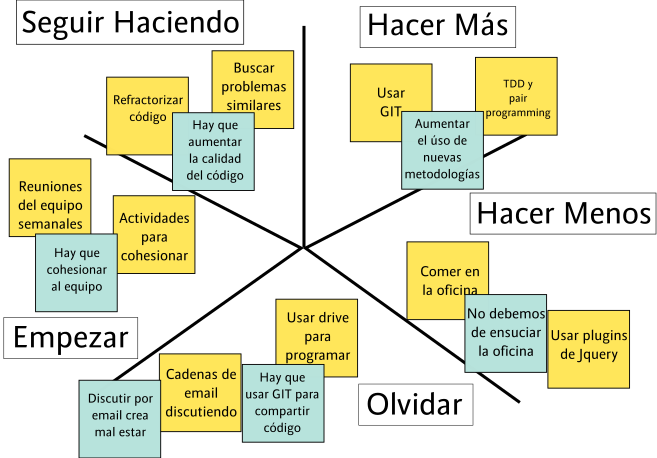 Seguir Haciendo
Refractorizar
código
Buscar
problemas
similares
Hay que
aumentar
la calidad
del código
Hacer Más
Usar
GIT
TDD y
pair
programming
Aumentar
el úso de
nuevas
metodologías
Reuniones
del equipo
semanales
Actividades
para
cohesionar
Hay que
cohesionar
al equipo
Empezar
Hacer Menos
Comer en
la oficina
No debemos
de ensuciar
la oficina
Usar plugins
de Jquery
Usar drive
para
programar
Cadenas de
email
discutiendo
Hay que
usar GIT para
compartir
código
Discutir por
email crea
mal estar
Olvidar